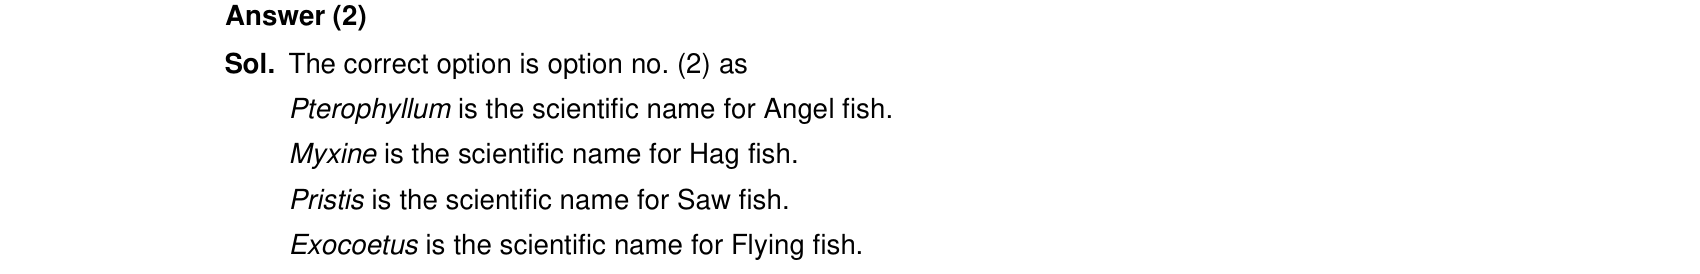 Answer (2)
Sol. The correct option is option no. (2) as
Pterophyllum is the scientific name for Angel fish.
Myxine is the scientific name for Hag fish.
Pristis is the scientific name for Saw fish.
Exocoetus is the scientific name for Flying fish.